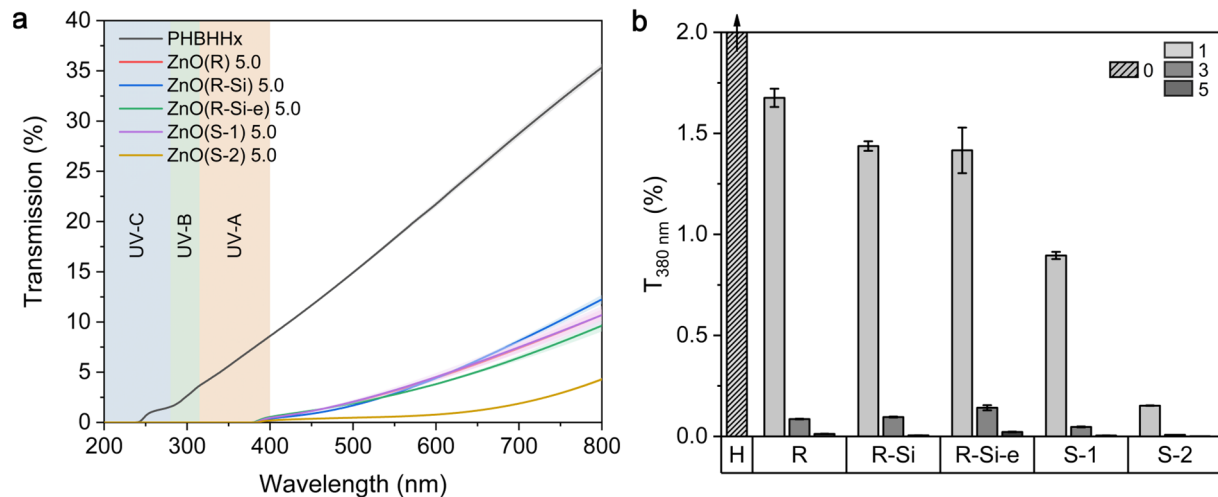 a
Transmission (%)
40
35
30
25
20
15
10
5
0
PHBHHx
ZnO(R) 5.0
ZnO(R-Si) 5.0
ZnO(R-Si-e) 5.0
ZnO(S-1) 5.0
ZnO(S-2) 5.0
UV-C
UV-B
UV-A
200 300 400 500 600 700 800
Wavelength (nm)
b
T380 nm (%)
2.0
1.5
1.0
0.5
0.0
0
1
3
5
H R R-Si R-Si-e S-1 S-2